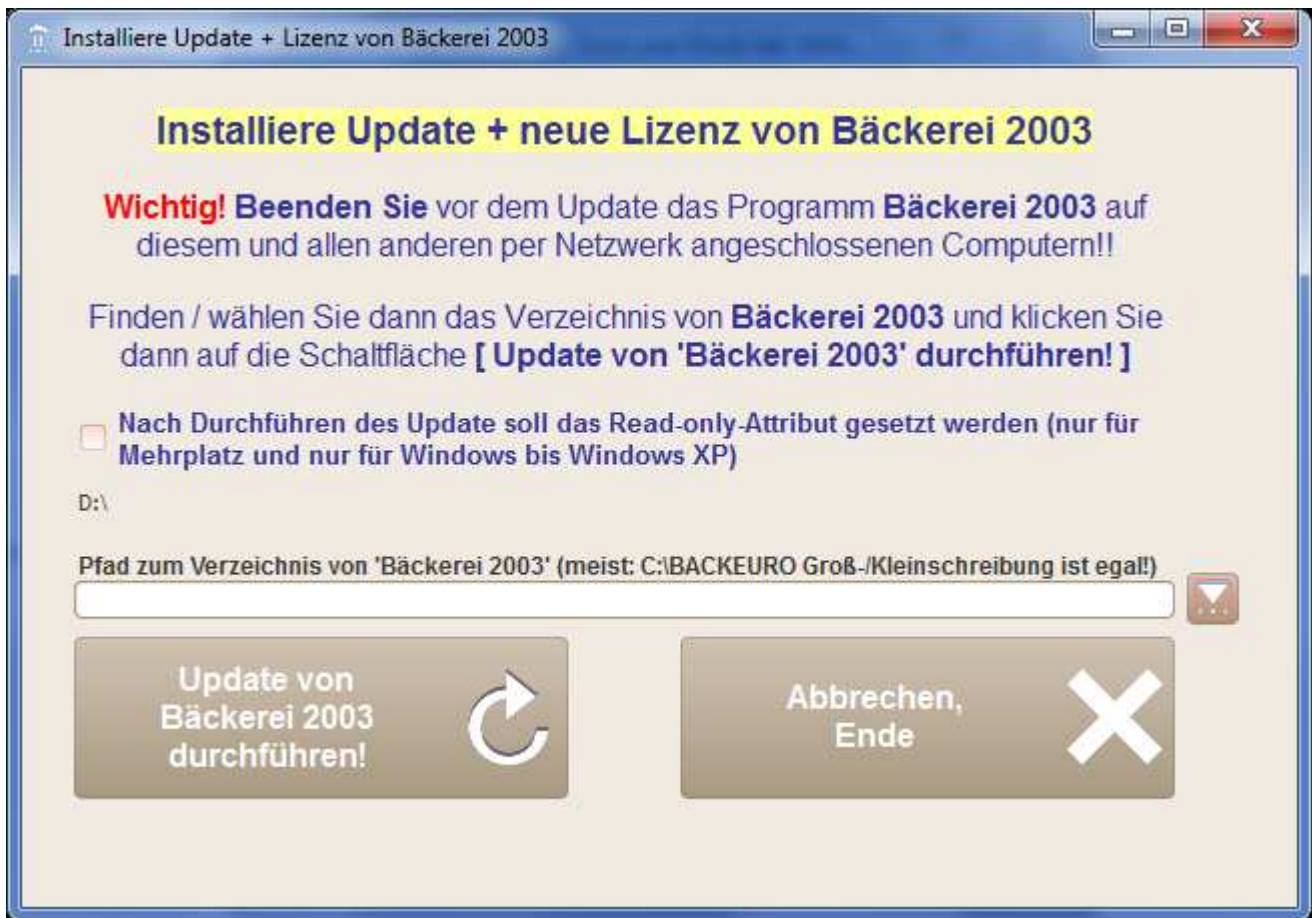 Installiere Update + Lizenz von Bäckerei 2003
Installiere Update + neue Lizenz von Bäckerei 2003
Wichtig! Beenden Sie vor dem Update das Programm Bäckerei 2003 auf
diesem und allen anderen per Netzwerk angeschlossenen Computern!!
Finden / wählen Sie dann das Verzeichnis von Bäckerei 2003 und klicken Sie
dann auf die Schaltfläche [ Update von 'Bäckerei 2003' durchführen! ]
Nach Durchführen des Update soll das Read-only-Attribut gesetzt werden (nur für
Mehrplatz und nur für Windows bis Windows XP)
D:\
Pfad zum Verzeichnis von 'Bäckerei 2003' (meist: C:\BACKEURO Groß-/Kleinschreibung ist egal!)
Update von
Bäckerei 2003
durchführen!
Abbrechen,
Ende